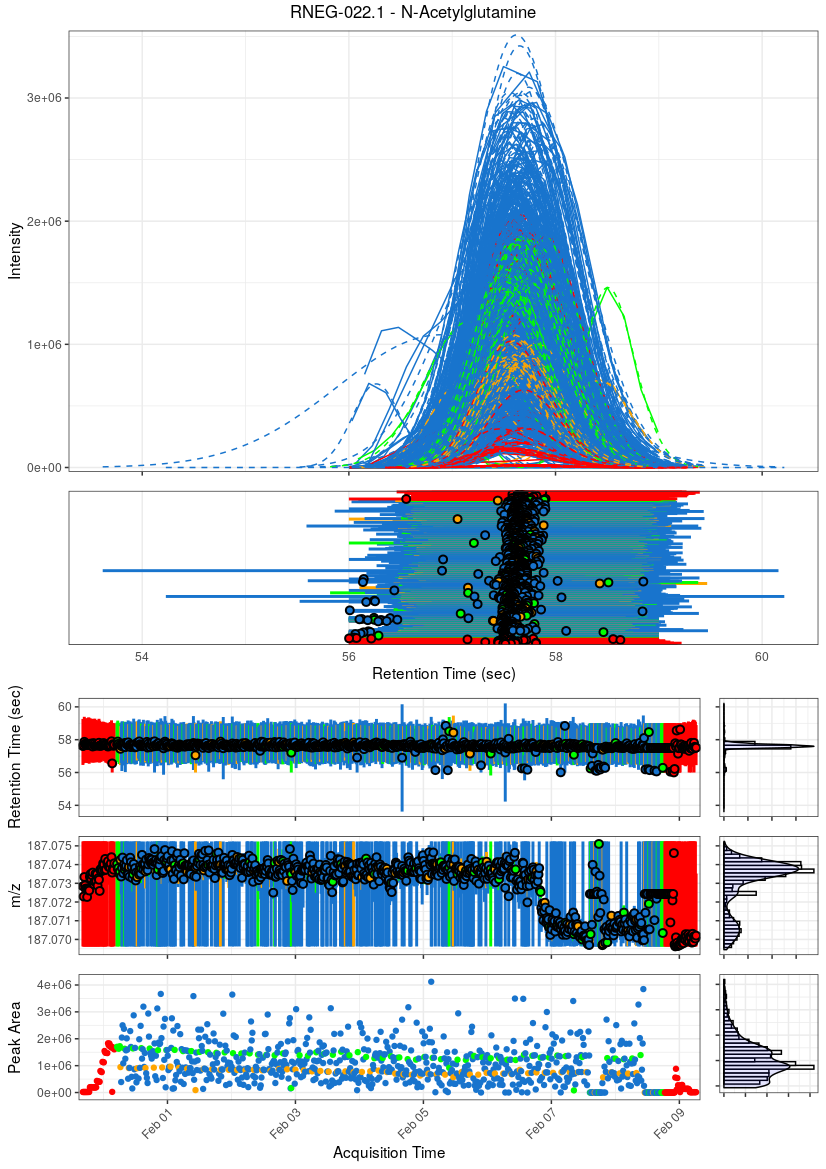 RNEG-022.1 - N-Acetylglutamine
3e+06
2e+06
1e+06
0e+00
Intensity
54 56 58 60
Retention Time (sec)
60
58
56
54
Retention Time (sec)
187.075
187.074
187.073
187.072
187.071
187.070
m/z
4e+06
3e+06
2e+06
1e+06
0e+00
Peak Area
Feb 01 Feb 03 Feb 05 Feb 07 Feb 09
Acquisition Time